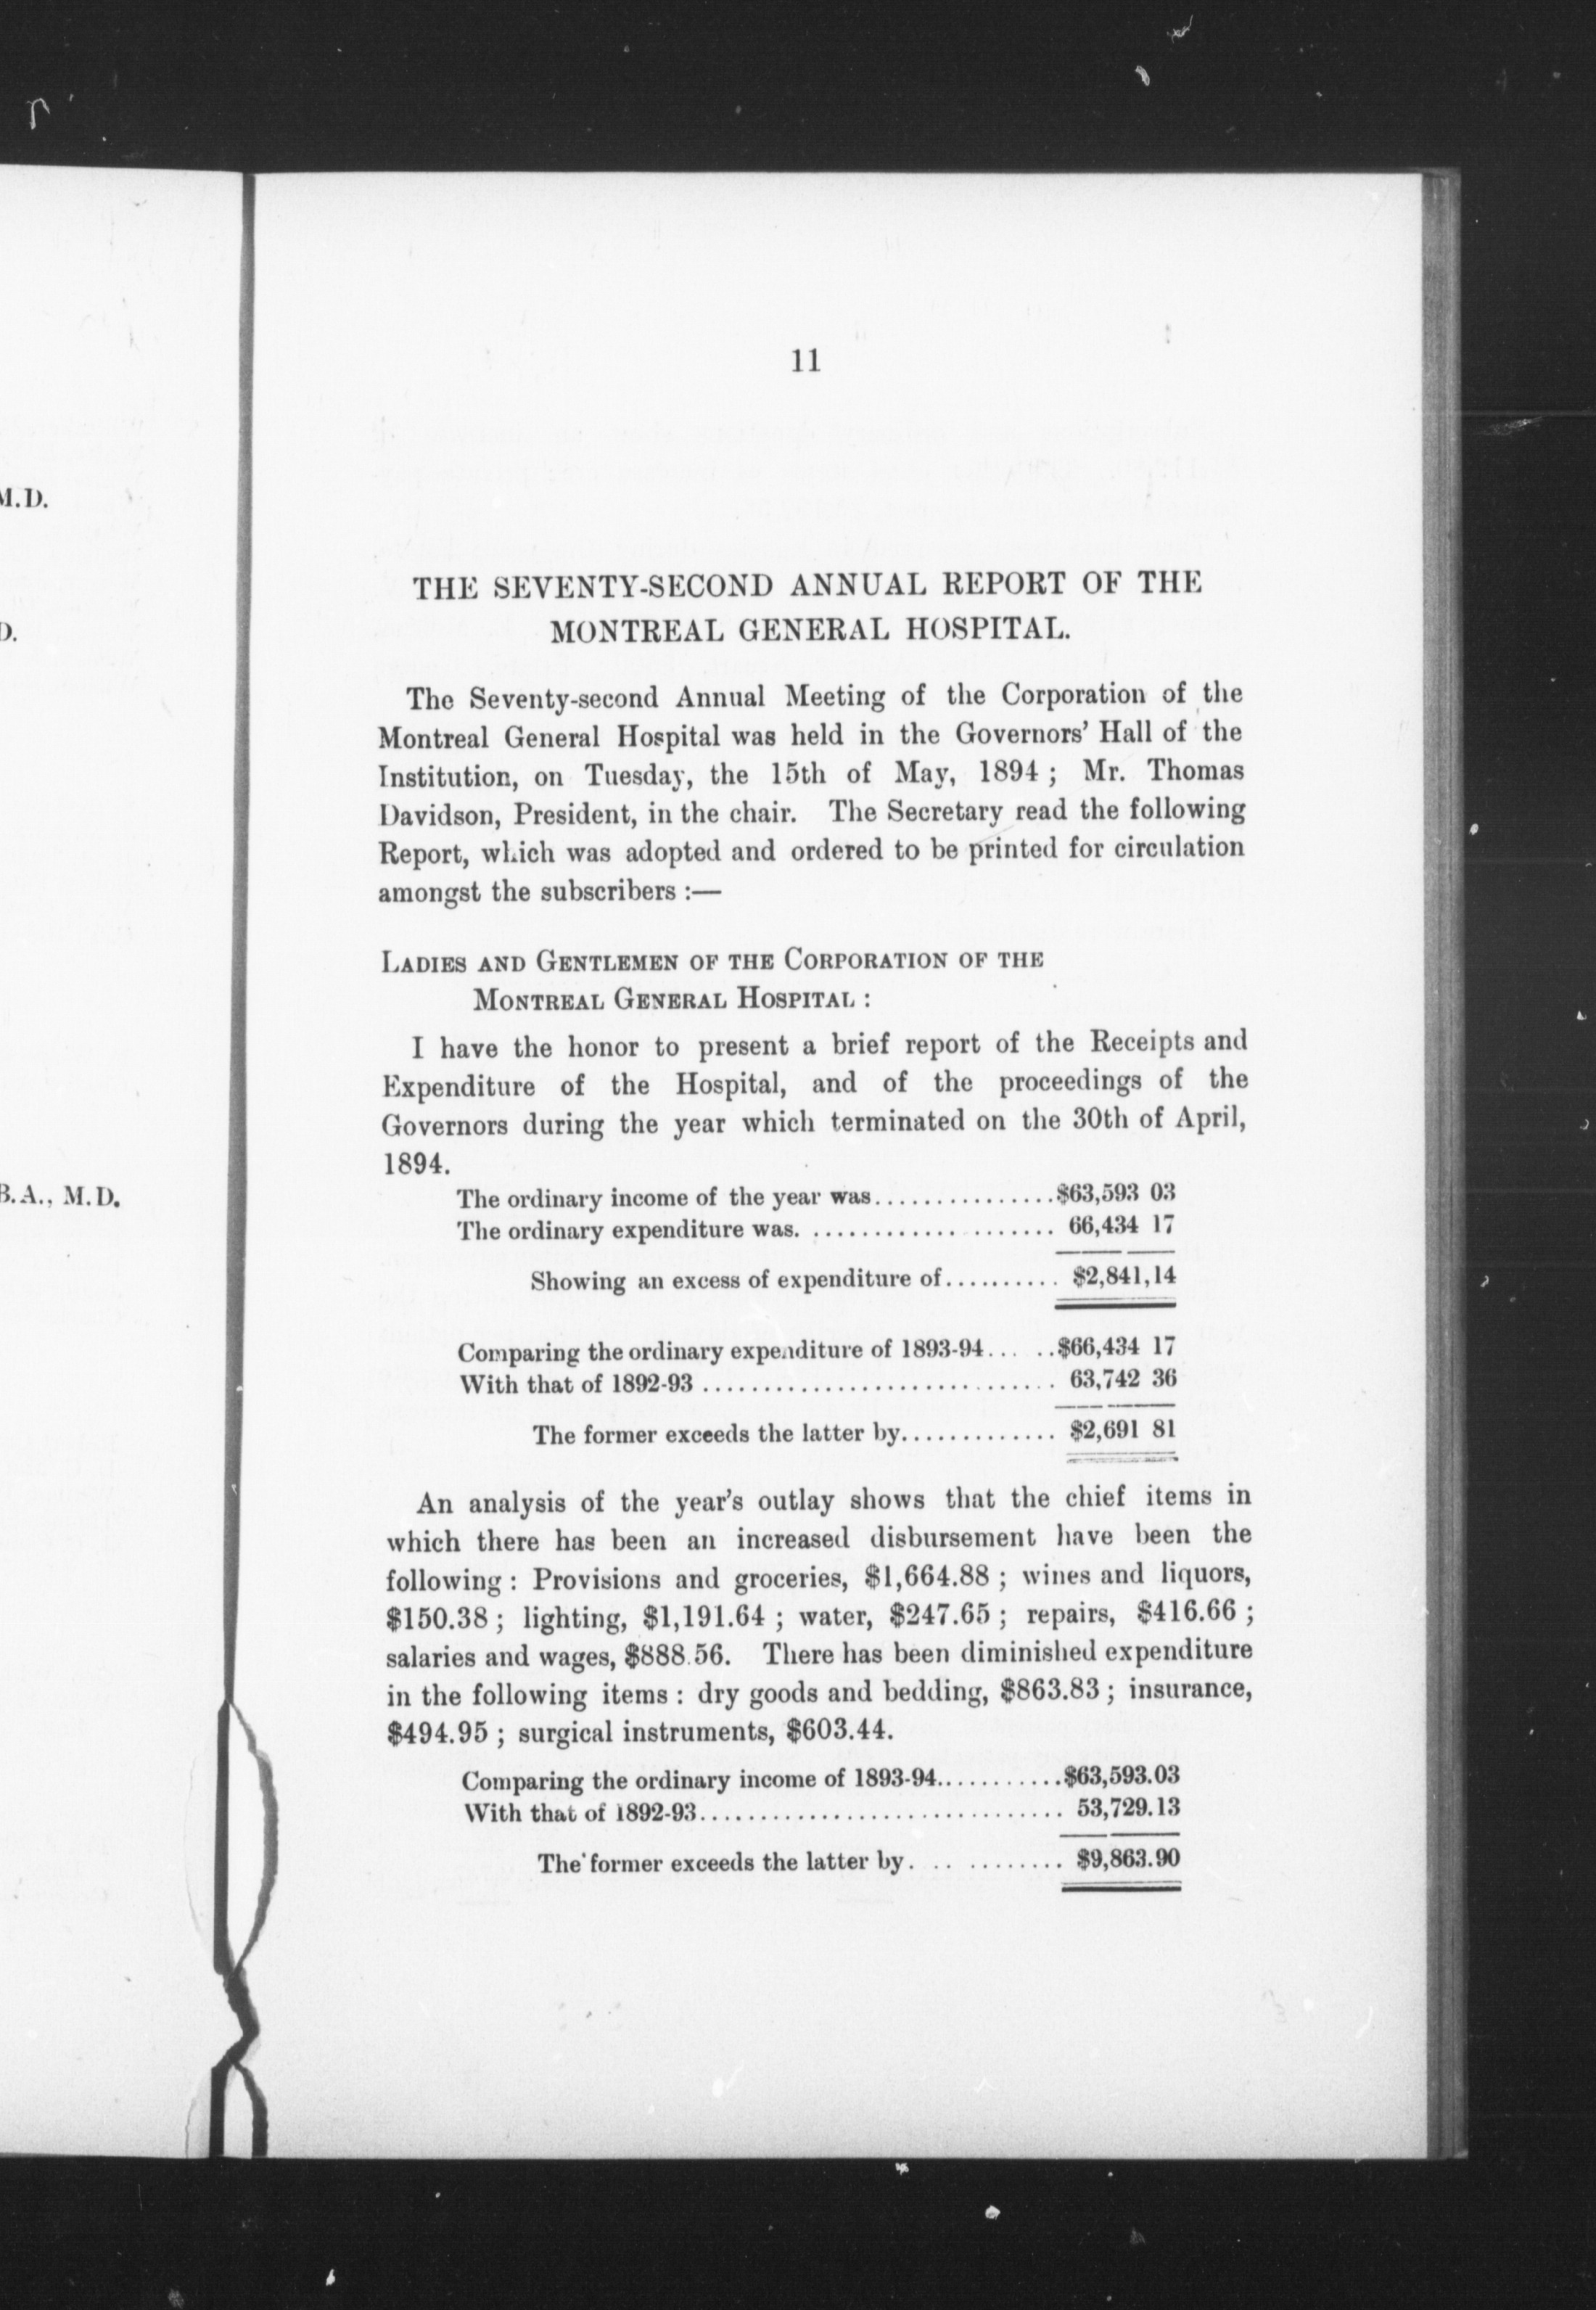 M.D.
D.
B.A., M.D.
11
THE SEVENTY-SECOND ANNUAL REPORT OF THE
MONTREAL GENERAL HOSPITAL.
The Seventy-second Annual Meeting of the Corporation of the
Montreal General Hospital was held in the Governors' Hall of the
Institution, on Tuesday, the 15th of May, 1894 ; Mr. Thomas
Davidson, President, in the chair. The Secretary read the following
Report, which was adopted and ordered to be printed for circulation
amongst the subscribers :—
LADIES AND GENTLEMEN OF THE CORPORATION OF THE
MONTREAL GENERAL HOSPITAL :
I have the honor to present a brief report of the Receipts and
Expenditure of the Hospital, and of the proceedings of the
Governors during the year which terminated on the 30th of April,
1894.
The ordinary income of the year was...............$63,593 03
The ordinary expenditure was. .................... 66,434 17
Showing an excess of expenditure of.......... $2,841,14
Comparing the ordinary expenditure of 1893-94... ..$66,434 17
With that of 1892-93 ............................. 63,742 36
The former exceeds the latter by............. $2,691 81
An analysis of the year's outlay shows that the chief items in
which there has been an increased disbursement have been the
following : Provisions and groceries, $1,664.88 ; wines and liquors,
$150.38 ; lighting, $1,191.64 ; water, $247.65 ; repairs, $416.66 ;
salaries and wages, $888.56. There has been diminished expenditure
in the following items : dry goods and bedding, $863.83 ; insurance,
$494.95 ; surgical instruments, $603.44.
Comparing the ordinary income of 1893-94...........$63,593.03
With that of 1892-93.............................. 53,729.13
The former exceeds the latter by. .. ........ $9,863.90